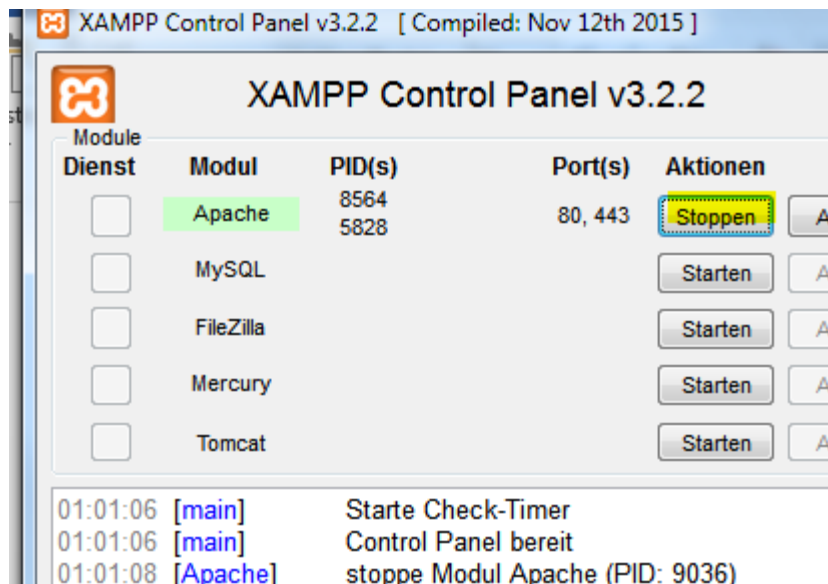 XAMPP Control Panel v3.2.2 [ Compiled: Nov 12th 2015 ]
XAMPP Control Panel v3.2.2
Module
Dienst Modul PID(s) Port(s) Aktionen
Apache 8564 5828 80, 443 Stoppen A
MySQL Starten A
FileZilla Starten A
Mercury Starten A
Tomcat Starten A
01:01:06 [main] Starte Check-Timer
01:01:06 [main] Control Panel bereit
01:01:08 [Apache] stoppe Modul Apache (PID: 9036)